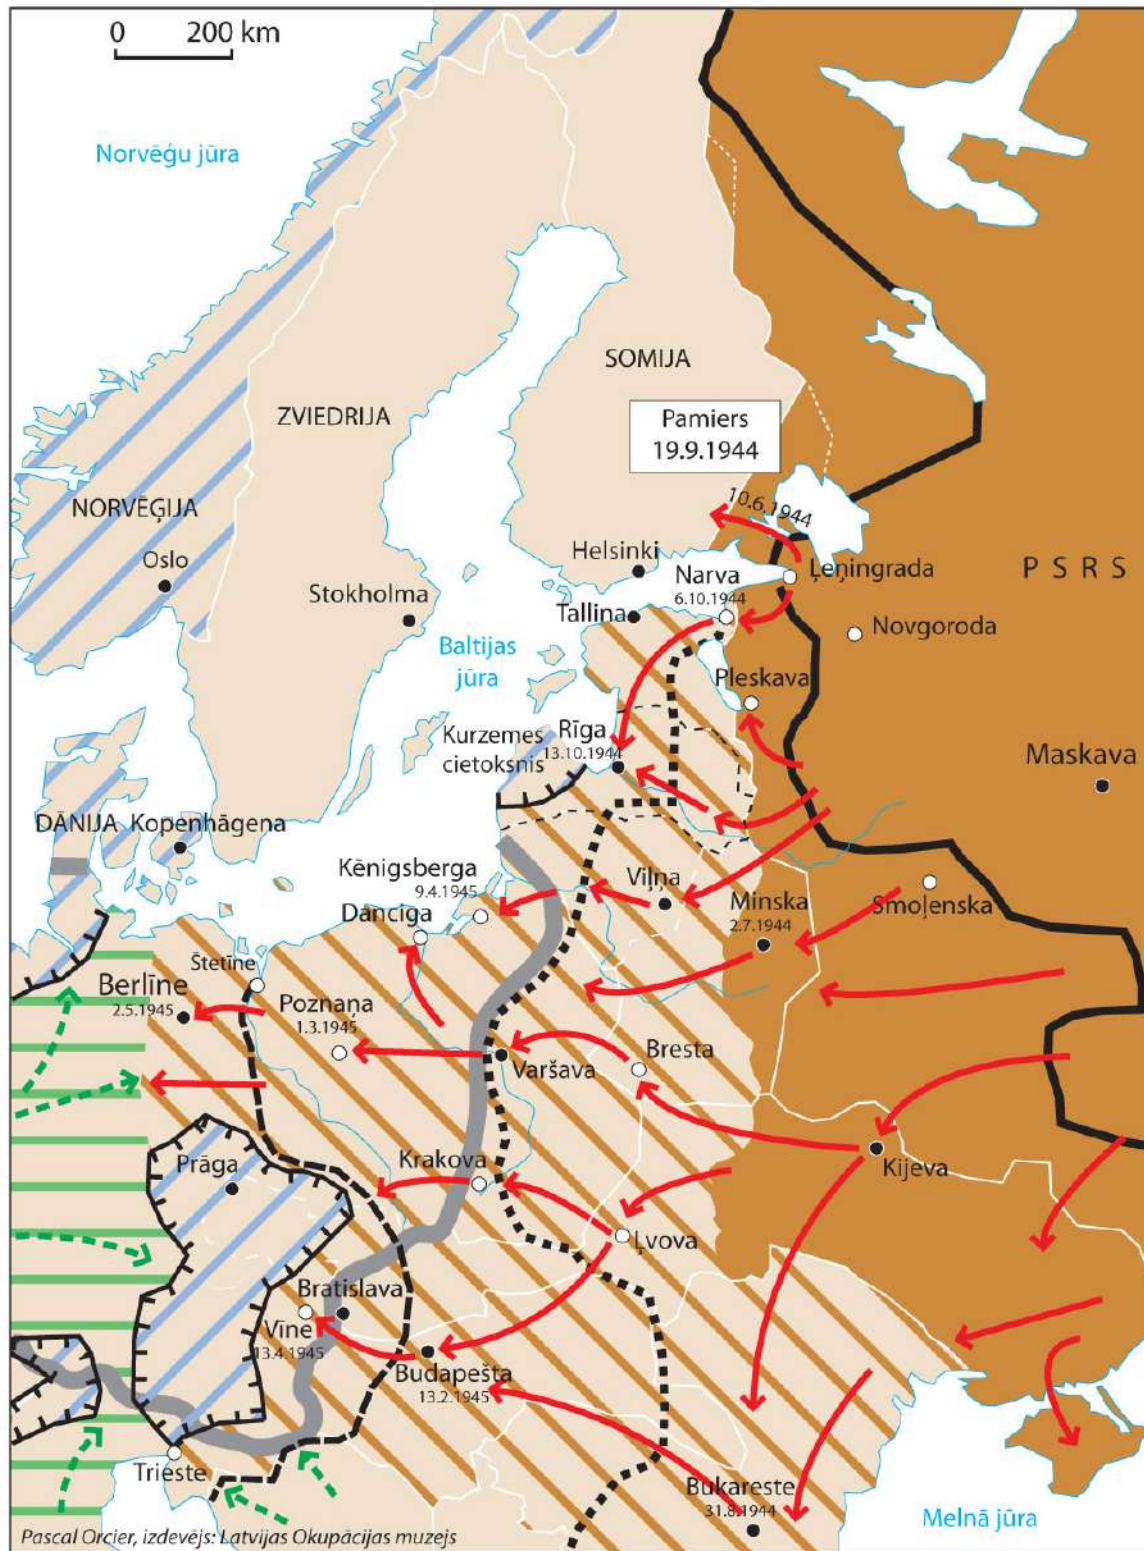 0 200 km
Norvēģu jūra
SOMIJA
ZVIEDRIJA
Pamiers
19.9.1944
NORVĒĢIJA
10.6.1944
Oslo
Helsinki
Narva
6.10.1944
Ļeņingrada
P S R S
Stokholma
Tallina
Novgoroda
Baltijas
jūra
Pleskava
Kurzemes
cietoksnis
Rīga
13.10.1944
Maskava
DĀNIJA
Kopenhāgena
Kēnigsberga
9.4.1945
Viļņa
Minska
2.7.1944
Smoļenska
Dancīga
Štetīne
Berlīne
2.5.1945
Poznaņa
1.3.1945
Varšava
Bresta
Prāga
Krakova
Kijeva
Ļvova
Bratislava
Vīne
13.4.1945
Budapešta
13.2.1945
Trieste
Bukareste
31.8.1944
Melnā jūra
Pascal Orcier, izdevējs: Latvijas Okupācijas muzejs